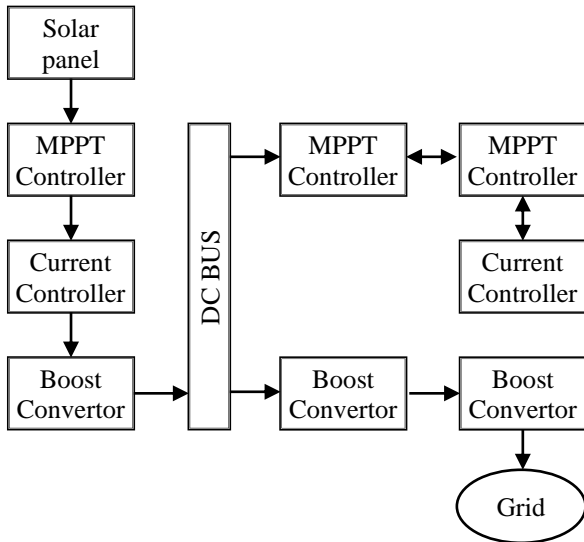 Solar
panel
MPPT
Controller
Current
Controller
Boost
Convertor
DC BUS
MPPT
Controller
MPPT
Controller
Current
Controller
Boost
Convertor
Boost
Convertor
Grid